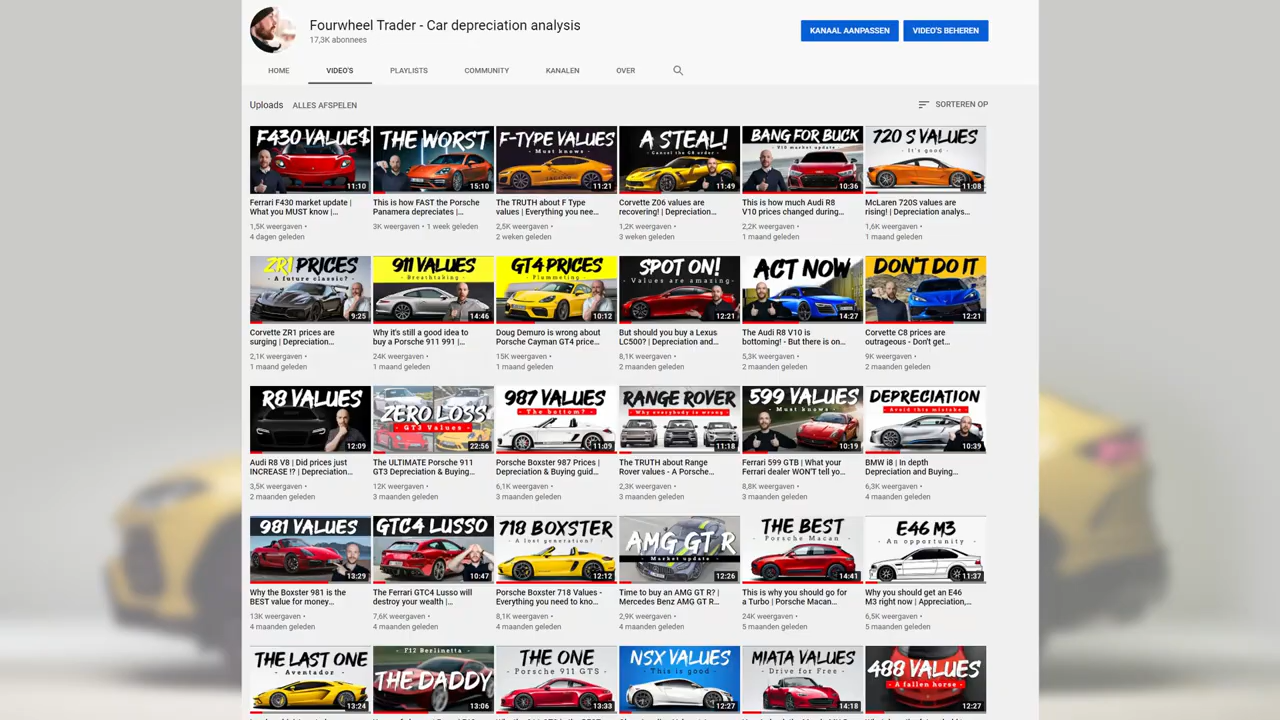 Fourwheel Trader - Car depreciation analysis
17,3K abonnees
KANAAL AANPASSEN
VIDEO'S BEHEREN
HOME
VIDEO'S
PLAYLISTS
COMMUNITY
KANALEN
OVER
Uploads
ALLES AFSPELEN
SORTEREN OP
F430 VALUE$
11:10
THE WORST
15:10
F-TYPE VALUES
- Must knows -
11:21
A STEAL!
- Cancel the C8 order -
11:49
BANG FOR BUCK
V10 market update
10:36
720 S VALUES
- It's good -
11:08
Ferrari F430 market update |
What you MUST know |...
1,5K weergaven •
4 dagen geleden
This is how FAST the Porsche
Panamera depreciates |...
3K weergaven • 1 week geleden
The TRUTH about F Type
values | Everything you nee...
2,5K weergaven •
2 weken geleden
Corvette Z06 values are
recovering! | Depreciation...
1,2K weergaven •
3 weken geleden
This is how much Audi R8
V10 prices changed during...
2,2K weergaven •
1 maand geleden
McLaren 720S values are
rising! | Depreciation analys...
1,6K weergaven •
1 maand geleden
ZR1 PRICES
- A future classic? -
9:25
911 VALUES
- Breathtaking -
14:46
GT4 PRICES
- Plummeting -
10:12
SPOT ON!
- Values are amazing -
12:21
ACT NOW
14:27
DON'T DO IT
12:21
Corvette ZR1 prices are
surging | Depreciation...
2,1K weergaven •
1 maand geleden
Why it's still a good idea to
buy a Porsche 911 991 |...
24K weergaven •
1 maand geleden
Doug Demuro is wrong about
Porsche Cayman GT4 price...
15K weergaven •
1 maand geleden
But should you buy a Lexus
LC500? | Depreciation and...
8,1K weergaven •
2 maanden geleden
The Audi R8 V10 is
bottoming! - But there is on...
5,3K weergaven •
2 maanden geleden
Corvette C8 prices are
outrageous - Don't get...
9K weergaven •
2 maanden geleden
R8 VALUES
12:09
ZERO LOSS
- GT3 Values -
22:56
987 VALUES
- The bottom? -
11:09
RANGE ROVER
- Why everybody is wrong -
11:18
599 VALUES
- Must knows -
10:19
DEPRECIATION
- Avoid this mistake -
10:39
Audi R8 V8 | Did prices just
INCREASE !? | Depreciation...
3,5K weergaven •
2 maanden geleden
The ULTIMATE Porsche 911
GT3 Depreciation & Buying...
12K weergaven •
3 maanden geleden
Porsche Boxster 987 Prices |
Depreciation & Buying guid...
6,1K weergaven •
3 maanden geleden
The TRUTH about Range
Rover values - A Porsche...
2,3K weergaven •
3 maanden geleden
Ferrari 599 GTB | What your
Ferrari dealer WON'T tell yo...
8,8K weergaven •
3 maanden geleden
BMW i8 | In depth
Depreciation and Buying...
6,3K weergaven •
4 maanden geleden
981 VALUES
13:29
GTC4 LUSSO
10:47
718 BOXSTER
- A lost generation? -
12:12
AMG GT R
- Market update -
12:26
THE BEST
- Porsche Macan -
14:41
E46 M3
- An opportunity -
11:37
Why the Boxster 981 is the
BEST value for money...
13K weergaven •
4 maanden geleden
The Ferrari GTC4 Lusso will
destroy your wealth |...
7,6K weergaven •
4 maanden geleden
Porsche Boxster 718 Values -
Everything you need to kno...
8,1K weergaven •
4 maanden geleden
Time to buy an AMG GT R? |
Mercedes Benz AMG GT R...
2,9K weergaven •
4 maanden geleden
This is why you should go for
a Turbo | Porsche Macan...
24K weergaven •
5 maanden geleden
Why you should get an E46
M3 right now | Appreciation,...
6,5K weergaven •
5 maanden geleden
THE LAST ONE
- Aventador -
13:24
- F12 Berlinetta -
THE DADDY
13:06
THE ONE
- Porsche 911 GTS -
13:33
NSX VALUES
- This is good -
12:27
MIATA VALUES
- Drive for Free -
14:18
488 VALUES
- A fallen horse -
12:27